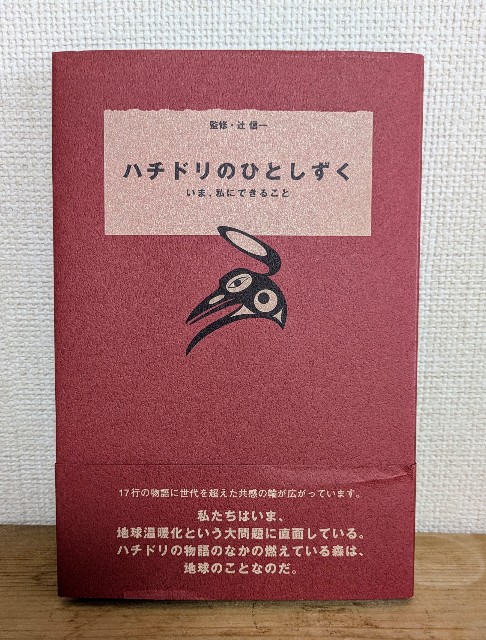 監修・辻 信一
ハチドリのひとしずく
いま、私にできること
17行の物語に世代を超えた共感の輪が広がっています。
私たちはいま、
地球温暖化という大問題に直面している。
ハチドリの物語のなかの燃えている森は、
地球のことなのだ。